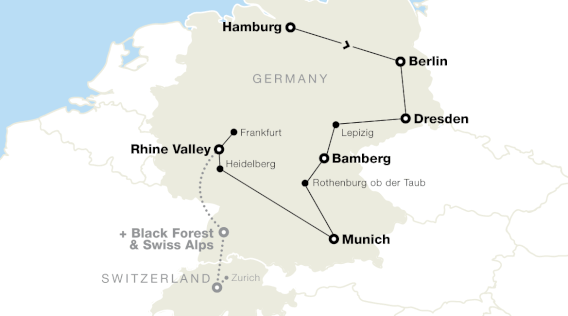 Hamburg
Berlin
GERMANY
Dresden
Lepizig
Frankfurt
Rhine Valley
Bamberg
Heidelberg
Rothenburg ob der Taub
+ Black Forest
& Swiss Alps
Munich
SWITZERLAND
Zurich